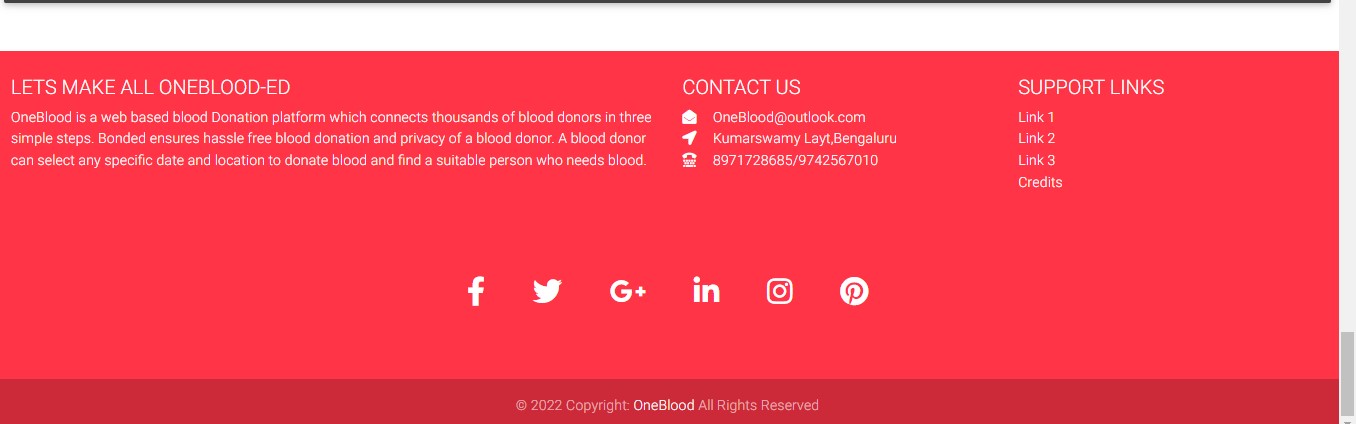 LETS MAKE ALL ONEBLOOD-ED
OneBlood is a web based blood Donation platform which connects thousands of blood donors in three
simple steps. Bonded ensures hassle free blood donation and privacy of a blood donor. A blood donor
can select any specific date and location to donate blood and find a suitable person who needs blood.
CONTACT US
OneBlood@outlook.com
Kumarswamy Layt,Bengaluru
8971728685/9742567010
SUPPORT LINKS
Link 1
Link 2
Link 3
Credits
© 2022 Copyright: OneBlood All Rights Reserved